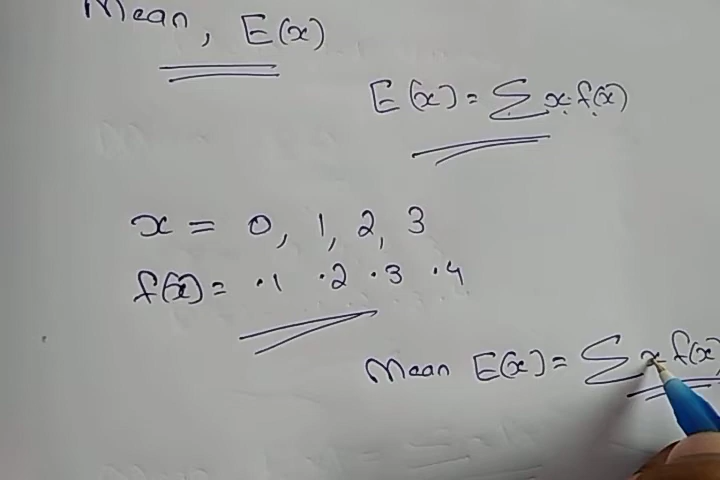 Mean, E(x)
E(x) = ∑ x. f(x)
x = 0, 1, 2, 3
f(x) = .1 .2 .3 .4
Mean E(x) = ∑ x f(x)